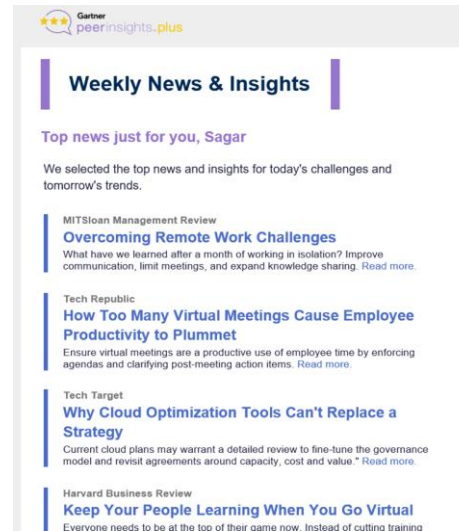 Gartner
peerinsights.plus
Weekly News & Insights
Top news just for you, Sagar
We selected the top news and insights for today's challenges and
tomorrow's trends.
MITSloan Management Review
Overcoming Remote Work Challenges
What have we learned after a month of working in isolation? Improve
communication, limit meetings, and expand knowledge sharing. Read more.
Tech Republic
How Too Many Virtual Meetings Cause Employee
Productivity to Plummet
Ensure virtual meetings are a productive use of employee time by enforcing
agendas and clarifying post-meeting action items. Read more.
Tech Target
Why Cloud Optimization Tools Can't Replace a
Strategy
Current cloud plans may warrant a detailed review to fine-tune the governance
model and revisit agreements around capacity, cost and value." Read more.
Harvard Business Review
Keep Your People Learning When You Go Virtual
Everyone needs to be at the top of their game now. Instead of cutting training